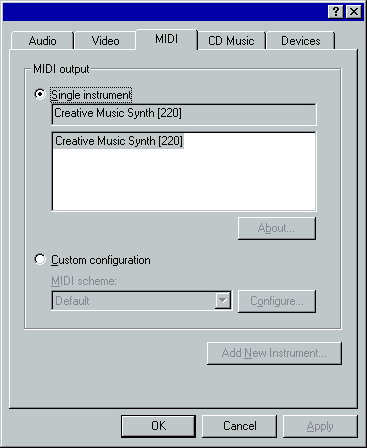 Audio Video MIDI CD Music Devices
MIDI output
Single instrument
Creative Music Synth [220]
Creative Music Synth [220]
About...
Custom configuration
MIDI scheme:
Default Configure...
Add New Instrument...
OK Cancel Apply